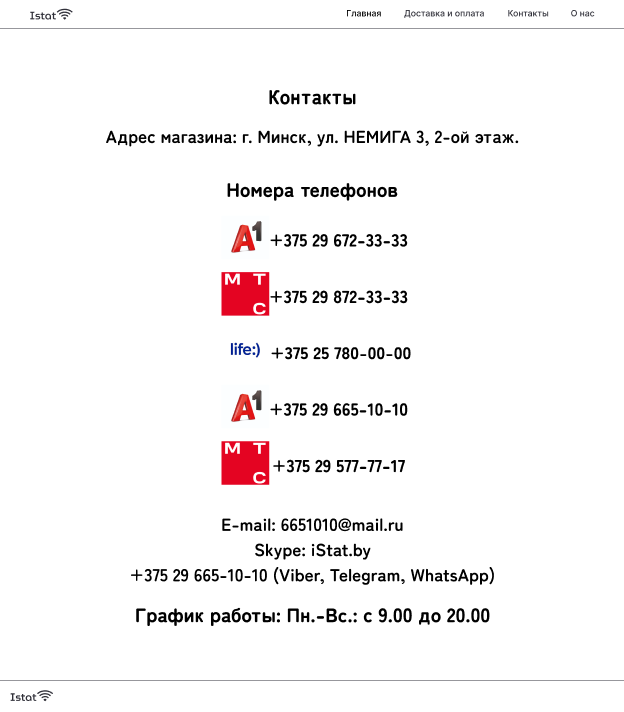 Istat
Главная Доставка и оплата Контакты О нас
Контакты
Адрес магазина: г. Минск, ул. НЕМИГА 3, 2-ой этаж.
Номера телефонов
A1 +375 29 672-33-33
МТС +375 29 872-33-33
life:) +375 25 780-00-00
A1 +375 29 665-10-10
МТС +375 29 577-77-17
E-mail: 6651010@mail.ru
Skype: iStat.by
+375 29 665-10-10 (Viber, Telegram, WhatsApp)
График работы: Пн.-Вс.: с 9.00 до 20.00
Istat